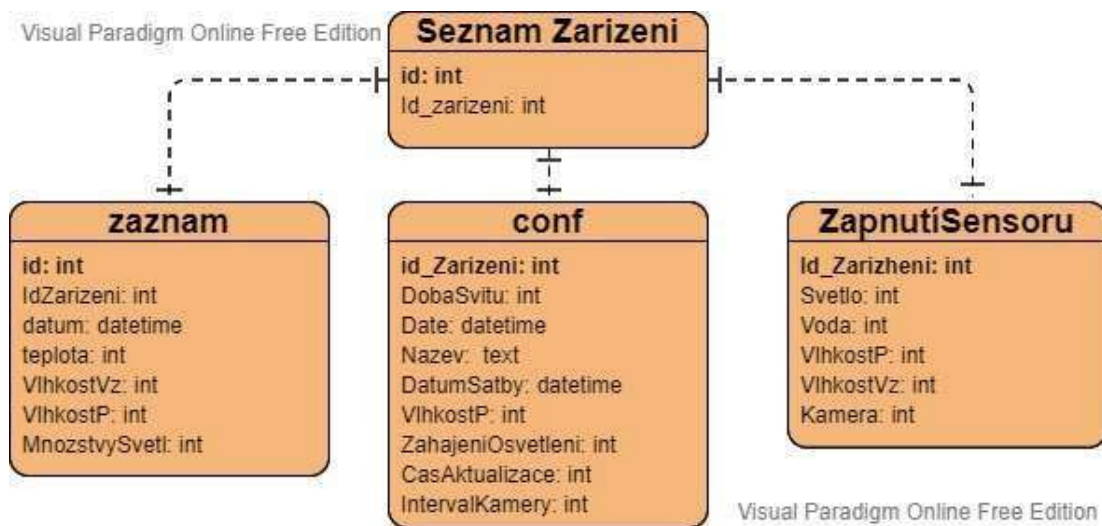 Visual Paradigm Online Free Edition
Seznam Zarizeni
id: int
Id_zarizeni: int
zaznam
id: int
IdZarizeni: int
datum: datetime
teplota: int
VlhkostVz: int
VlhkostP: int
MnozstvySvetl: int
conf
id_Zarizeni: int
DobaSvitu: int
Date: datetime
Nazev: text
DatumSatby: datetime
VlhkostP: int
ZahajeniOsvetleni: int
CasAktualizace: int
IntervalKamery: int
ZapnutíSensoru
Id_Zarizheni: int
Svetlo: int
Voda: int
VlhkostP: int
VlhkostVz: int
Kamera: int
Visual Paradigm Online Free Edition